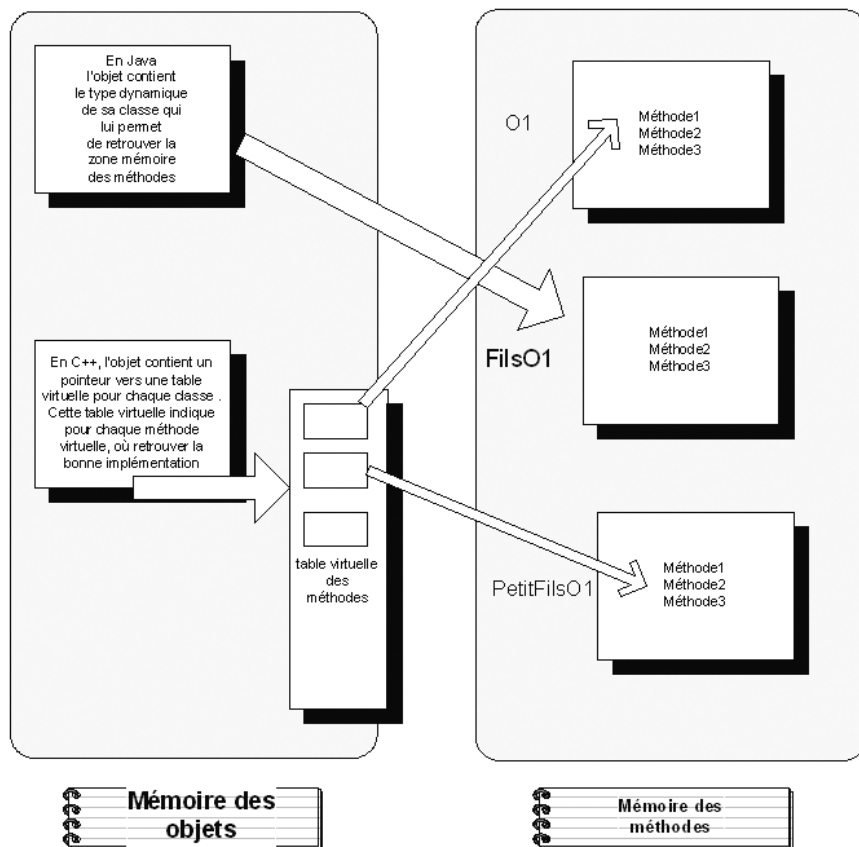 En Java
l'objet contient
le type dynamique
de sa classe qui
lui permet
de retrouver la
zone mémoire
des méthodes
En C++, l'objet contient un
pointeur vers une table
virtuelle pour chaque classe .
Cette table virtuelle indique
pour chaque méthode
virtuelle, où retrouver la
bonne implémentation
table virtuelle
des
méthodes
O1
Méthode1
Méthode2
Méthode3
FilsO1
Méthode1
Méthode2
Méthode3
PetitFilsO1
Méthode1
Méthode2
Méthode3
Mémoire des
objets
Mémoire des
méthodes